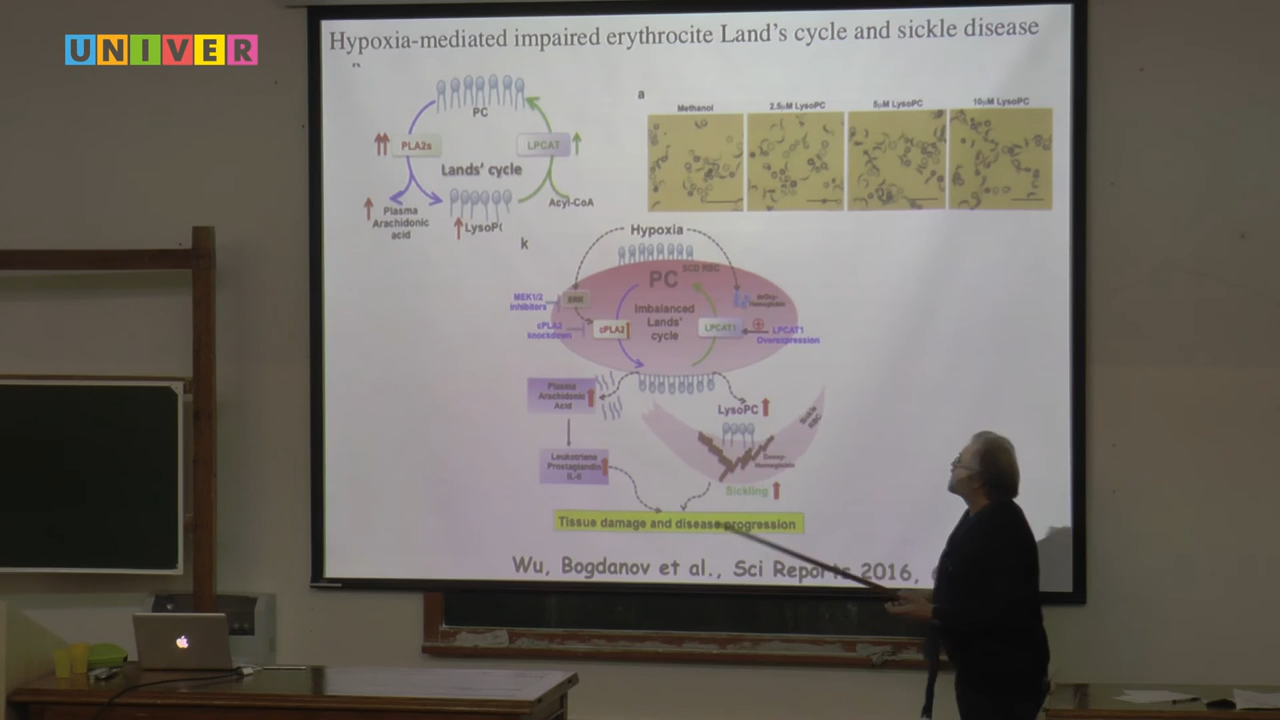 UNIVER
Hypoxia-mediated impaired erythrocite Land's cycle and sickle disease
PC
PLA2s
LPCAT
Lands' cycle
Plasma
Arachidonic
acid
LysoP(
Acyl-CoA
a
Methanol
2.5μM LysoPC
5μM LysoPC
10μM LysoPC
k
Hypoxia
SCD RBC
PC
MEK1/2
inhibitors
ERK
deOxy-
Hemoglobin
Imbalanced
Lands'
cycle
cPLA2
knockdown
cPLA2
LPCAT1
LPCAT1
Overexpression
Plasma
Arachidonic
Acid
LysoPC
Sickle
RBC
Deoxy-
Hemoglobin
Leukotriene
Prostaglandin
IL-6
Sickling
Tissue damage and disease progression
Wu, Bogdanov et al., Sci Reports 2016,